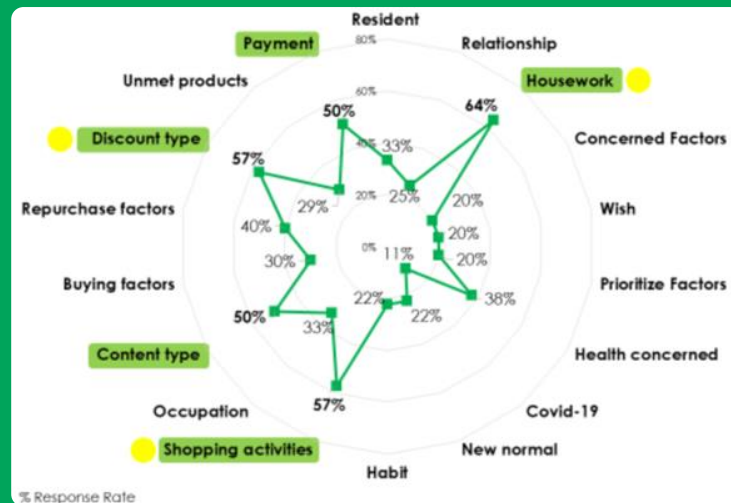 Resident
80%
Payment
Relationship
Unmet products
60%
Housework
64%
50%
Discount type
40%
33%
Concerned Factors
57%
20%
25%
20%
Repurchase factors
29%
Wish
40%
20%
0%
11%
20%
30%
Buying factors
Prioritize Factors
22%
38%
50%
33%
22%
Content type
Health concerned
57%
Occupation
Covid-19
Shopping activities
New normal
Habit
% Response Rate